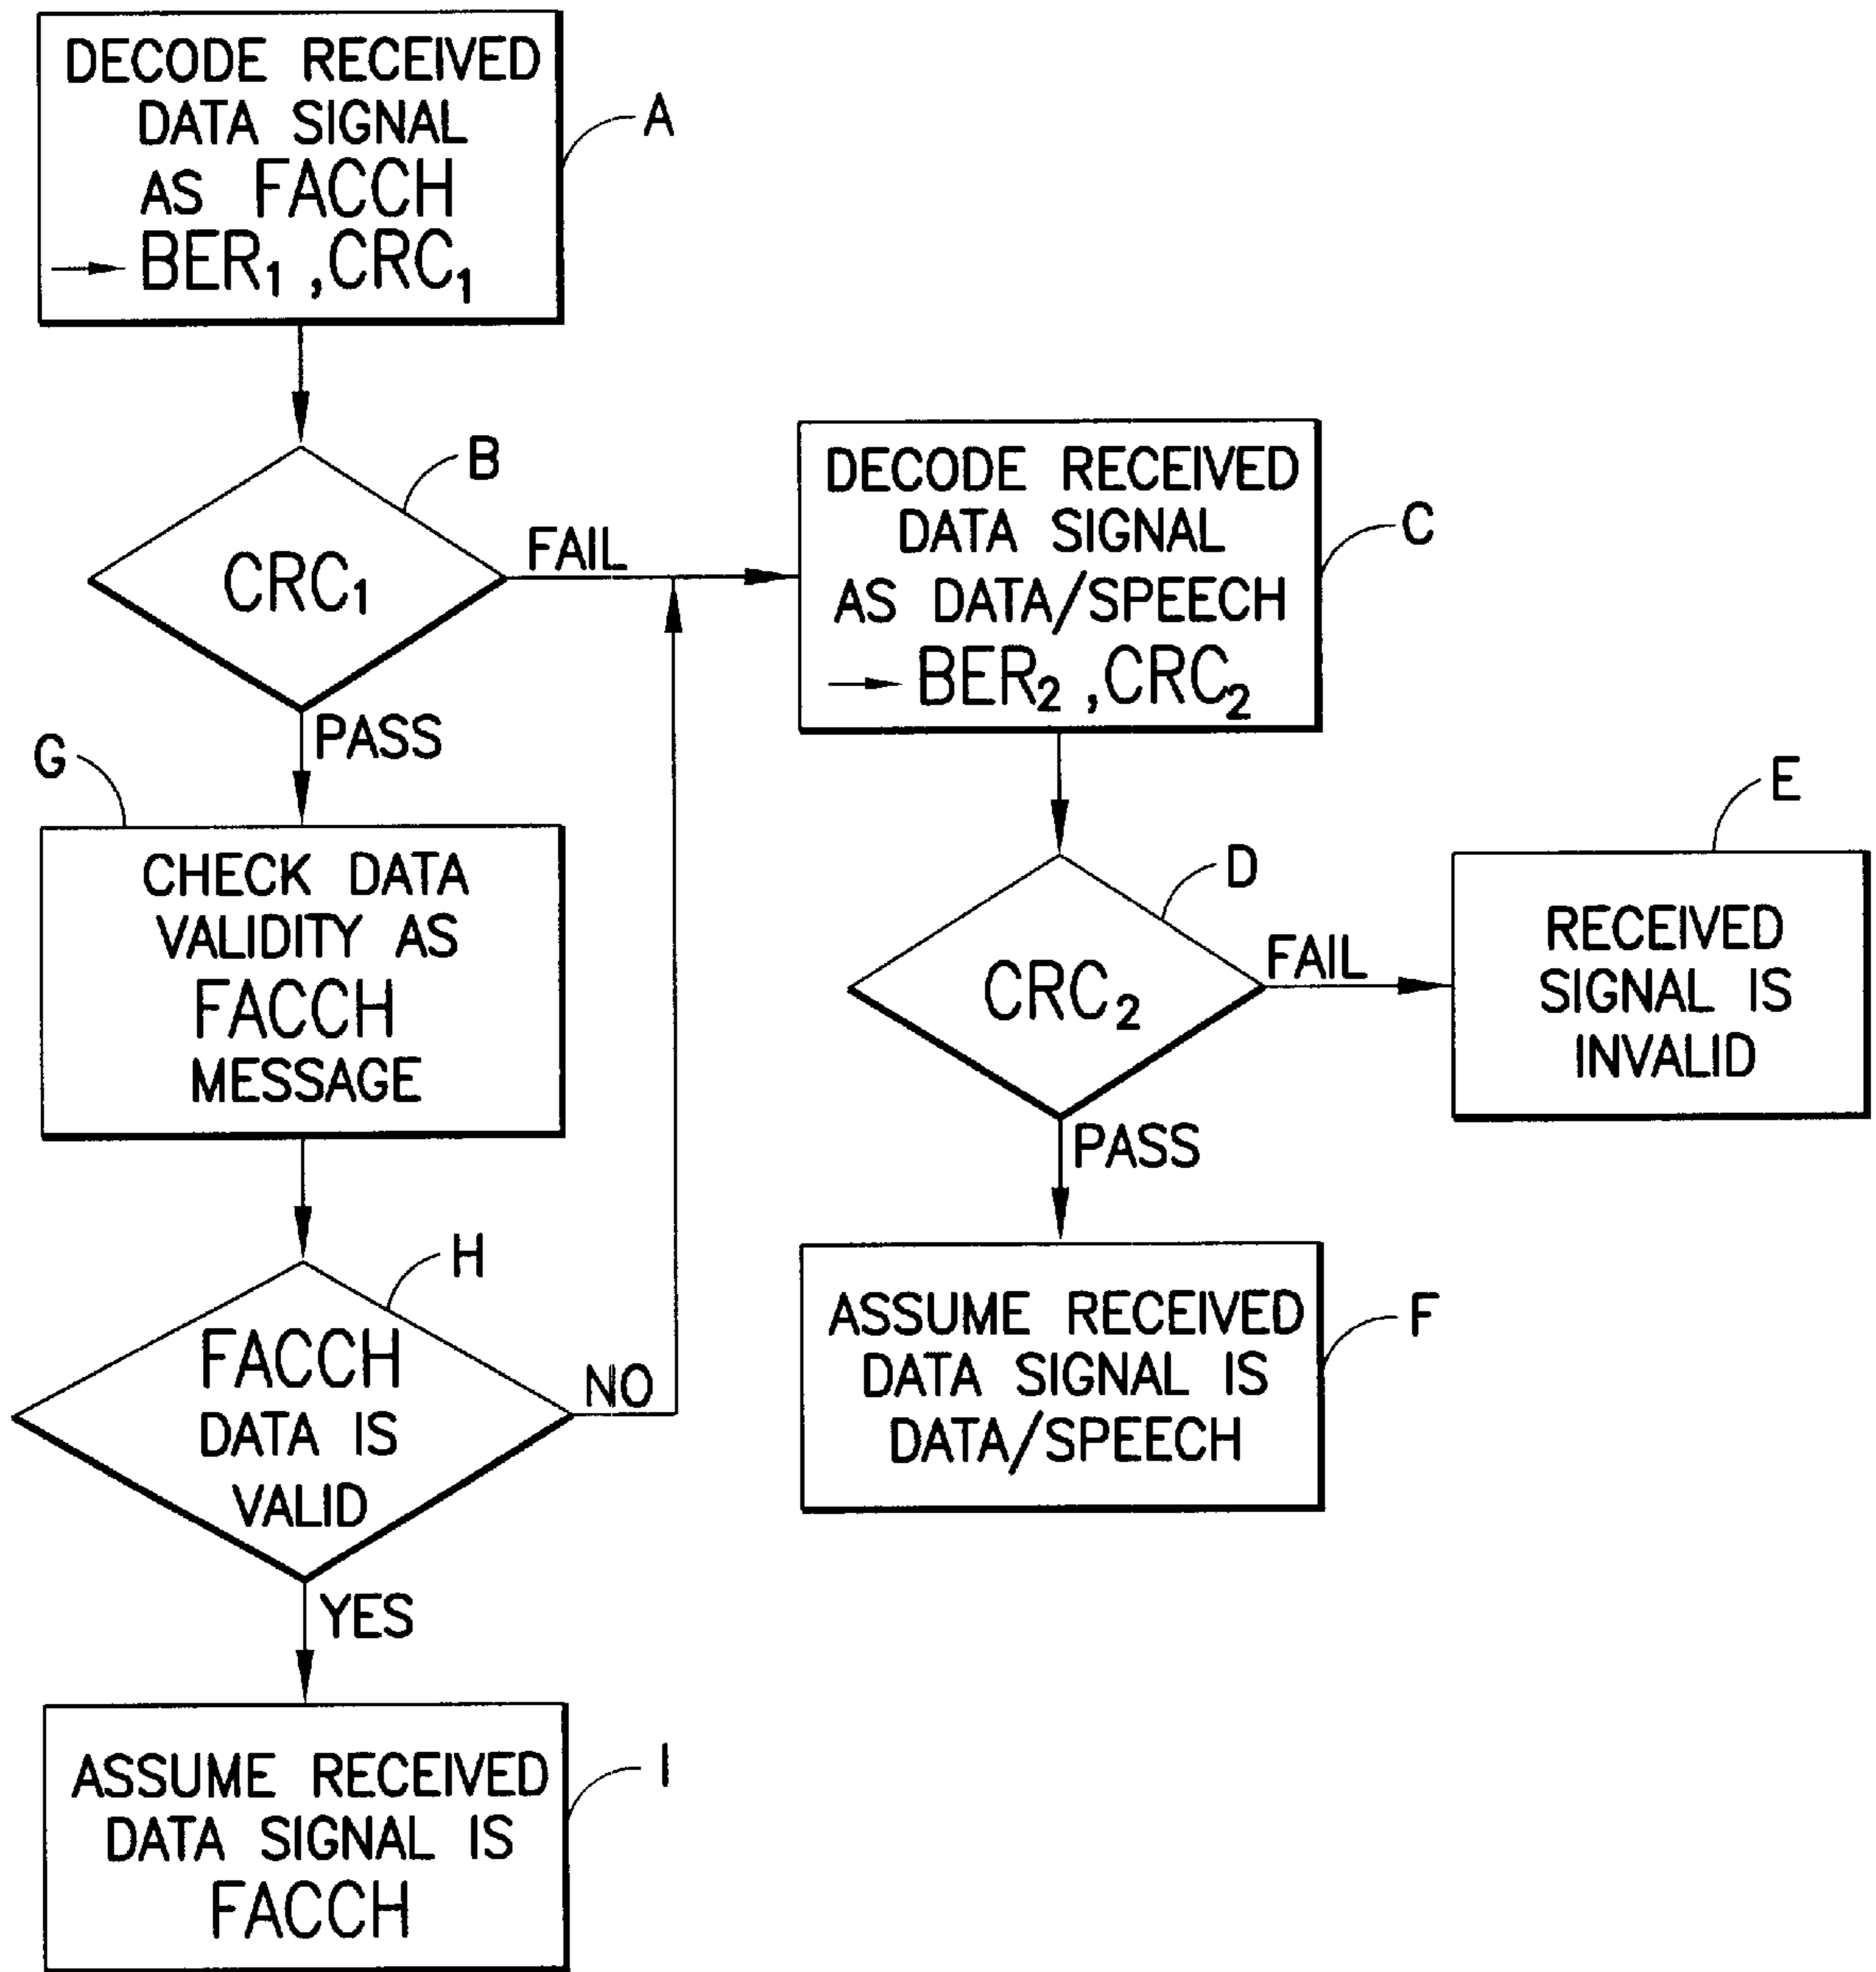 DECODE RECEIVED
DATA SIGNAL
AS FACCH
→ BER₁ ,CRC₁
A
B
CRC₁
FAIL
PASS
DECODE RECEIVED
DATA SIGNAL
AS DATA/SPEECH
→ BER₂ ,CRC₂
C
G
CHECK DATA
VALIDITY AS
FACCH
MESSAGE
D
CRC₂
FAIL
PASS
E
RECEIVED
SIGNAL IS
INVALID
H
FACCH
DATA IS
VALID
NO
YES
ASSUME RECEIVED
DATA SIGNAL IS
DATA/SPEECH
F
ASSUME RECEIVED
DATA SIGNAL IS
FACCH
I